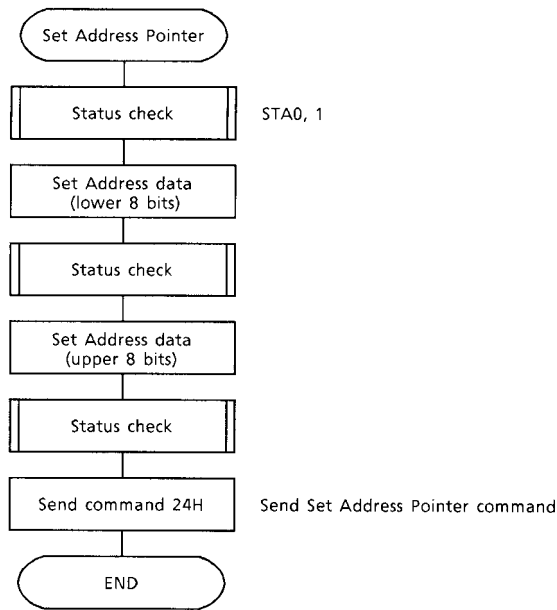 Set Address Pointer
Status check
STA0, 1
Set Address data
(lower 8 bits)
Status check
Set Address data
(upper 8 bits)
Status check
Send command 24H
Send Set Address Pointer command
END